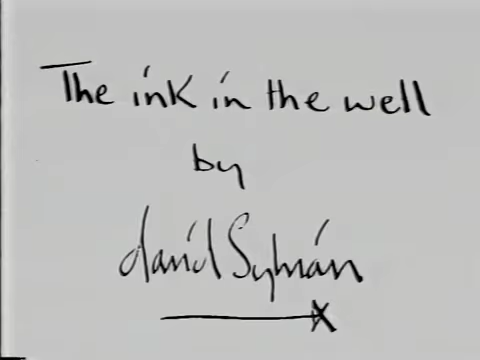 The ink in the well
by
david Sylvian